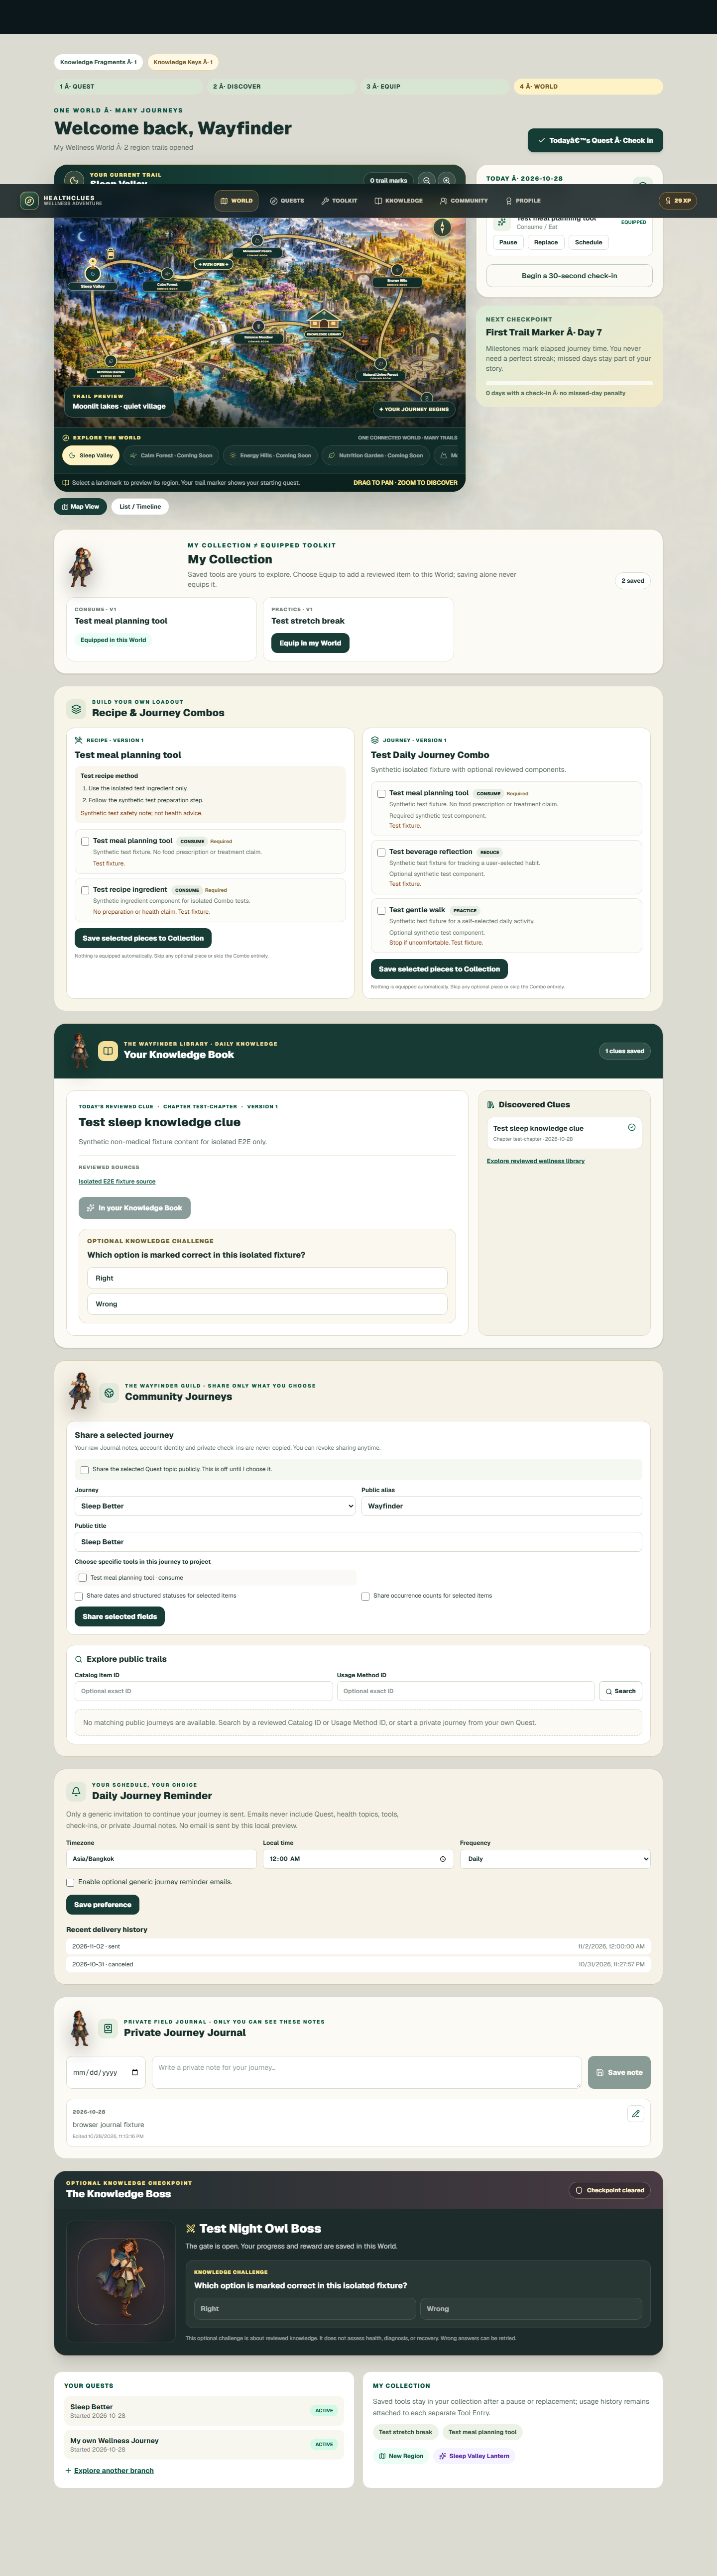 Knowledge Fragments Â· 1
Knowledge Keys Â· 1
1 Â· QUEST
2 Â· DISCOVER
3 Â· EQUIP
4 Â· WORLD
ONE WORLD Â· MANY JOURNEYS
Welcome back, Wayfinder
My Wellness World Â· 2 region trails opened
Todayâ€™s Quest Â· Check in
YOUR CURRENT TRAIL
Sleep Valley
0 trail marks
TODAY Â· 2026-10-28
HEALTHCLUES
WELLNESS ADVENTURE
WORLD
QUESTS
TOOLKIT
KNOWLEDGE
COMMUNITY
PROFILE
29 XP
Test meal planning tool
Consume / Eat
EQUIPPED
Pause
Replace
Schedule
Begin a 30-second check-in
NEXT CHECKPOINT
First Trail Marker Â· Day 7
Milestones mark elapsed journey time. You never
need a perfect streak; missed days stay part of your
story.
0 days with a check-in Â· no missed-day penalty
Movement Peaks
COMING SOON
✦ PATH OPEN ✦
Sleep Valley
Calm Forest
COMING SOON
Energy Hills
COMING SOON
Balance Meadow
COMING SOON
KNOWLEDGE LIBRARY
Nutrition Garden
COMING SOON
Natural Living Forest
COMING SOON
TRAIL PREVIEW
Moonlit lakes · quiet village
✦ YOUR JOURNEY BEGINS
EXPLORE THE WORLD
ONE CONNECTED WORLD · MANY TRAILS
Sleep Valley
Calm Forest · Coming Soon
Energy Hills · Coming Soon
Nutrition Garden · Coming Soon
Select a landmark to preview its region. Your trail marker shows your starting quest.
DRAG TO PAN · ZOOM TO DISCOVER
Map View
List / Timeline
MY COLLECTION ≠ EQUIPPED TOOLKIT
My Collection
Saved tools are yours to explore. Choose Equip to add a reviewed item to this World; saving alone never
equips it.
2 saved
CONSUME · V1
Test meal planning tool
Equipped in this World
PRACTICE · V1
Test stretch break
Equip in my World
BUILD YOUR OWN LOADOUT
Recipe & Journey Combos
RECIPE · VERSION 1
Test meal planning tool
Test recipe method
1. Use the isolated test ingredient only.
2. Follow the synthetic test preparation step.
Synthetic test safety note; not health advice.
Test meal planning tool CONSUME Required
Synthetic test fixture. No food prescription or treatment claim.
Test fixture.
Test recipe ingredient CONSUME Required
Synthetic ingredient component for isolated Combo tests.
No preparation or health claim. Test fixture.
Save selected pieces to Collection
Nothing is equipped automatically. Skip any optional piece or skip the Combo entirely.
JOURNEY · VERSION 1
Test Daily Journey Combo
Synthetic isolated fixture with optional reviewed components.
Test meal planning tool CONSUME Required
Synthetic test fixture. No food prescription or treatment claim.
Required synthetic test component.
Test fixture.
Test beverage reflection REDUCE
Synthetic test fixture for tracking a user-selected habit.
Optional synthetic test component.
Test fixture.
Test gentle walk PRACTICE
Synthetic test fixture for a self-selected daily activity.
Optional synthetic test component.
Stop if uncomfortable. Test fixture.
Save selected pieces to Collection
Nothing is equipped automatically. Skip any optional piece or skip the Combo entirely.
THE WAYFINDER LIBRARY · DAILY KNOWLEDGE
Your Knowledge Book
1 clues saved
TODAY'S REVIEWED CLUE · CHAPTER TEST-CHAPTER · VERSION 1
Test sleep knowledge clue
Synthetic non-medical fixture content for isolated E2E only.
REVIEWED SOURCES
Isolated E2E fixture source
In your Knowledge Book
OPTIONAL KNOWLEDGE CHALLENGE
Which option is marked correct in this isolated fixture?
Right
Wrong
Discovered Clues
Test sleep knowledge clue
Chapter test-chapter · 2026-10-28
Explore reviewed wellness library
THE WAYFINDER GUILD · SHARE ONLY WHAT YOU CHOOSE
Community Journeys
Share a selected journey
Your raw Journal notes, account identity and private check-ins are never copied. You can revoke sharing anytime.
Share the selected Quest topic publicly. This is off until I choose it.
Journey
Public alias
Sleep Better
Wayfinder
Public title
Sleep Better
Choose specific tools in this journey to project
Test meal planning tool · consume
Share dates and structured statuses for selected items
Share occurrence counts for selected items
Share selected fields
Explore public trails
Catalog Item ID
Usage Method ID
Optional exact ID
Optional exact ID
Search
No matching public journeys are available. Search by a reviewed Catalog ID or Usage Method ID, or start a private journey from your own Quest.
YOUR SCHEDULE, YOUR CHOICE
Daily Journey Reminder
Only a generic invitation to continue your journey is sent. Emails never include Quest, health topics, tools,
check-ins, or private Journal notes. No email is sent by this local preview.
Timezone
Local time
Frequency
Asia/Bangkok
12:00 AM
Daily
Enable optional generic journey reminder emails.
Save preference
Recent delivery history
2026-11-02 · sent
11/2/2026, 12:00:00 AM
2026-10-31 · canceled
10/31/2026, 11:27:57 PM
PRIVATE FIELD JOURNAL · ONLY YOU CAN SEE THESE NOTES
Private Journey Journal
mm/dd/yyyy
Write a private note for your journey...
Save note
2026-10-28
browser journal fixture
Edited 10/28/2026, 11:13:16 PM
OPTIONAL KNOWLEDGE CHECKPOINT
The Knowledge Boss
Checkpoint cleared
Test Night Owl Boss
The gate is open. Your progress and reward are saved in this World.
KNOWLEDGE CHALLENGE
Which option is marked correct in this isolated fixture?
Right
Wrong
This optional challenge is about reviewed knowledge. It does not assess health, diagnosis, or recovery. Wrong answers can be retried.
YOUR QUESTS
Sleep Better
Started 2026-10-28
ACTIVE
My own Wellness Journey
Started 2026-10-28
ACTIVE
Explore another branch
MY COLLECTION
Saved tools stay in your collection after a pause or replacement; usage history remains
attached to each separate Tool Entry.
Test stretch break
Test meal planning tool
New Region
Sleep Valley Lantern